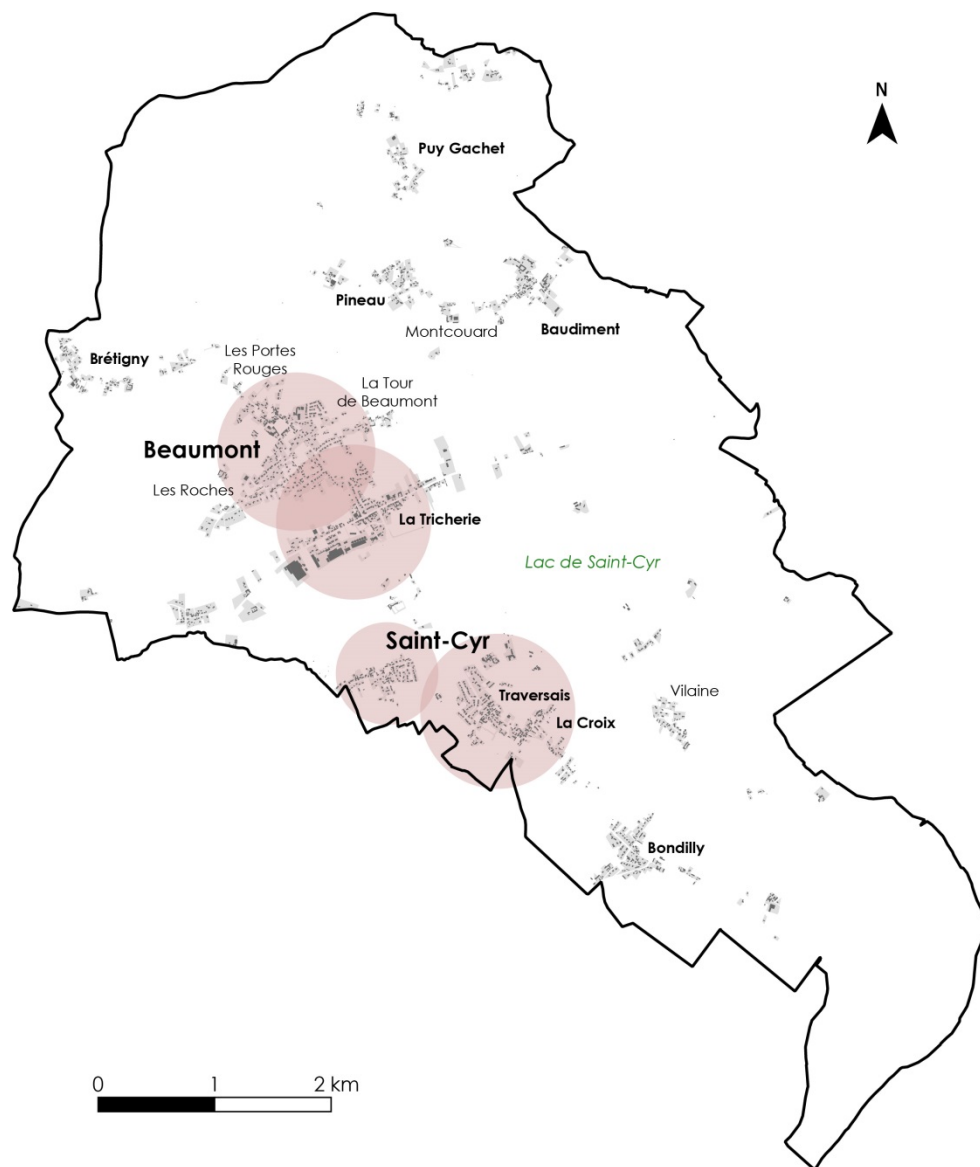 N
Puy Gachet
Pineau
Montcouard
Baudiment
Brétigny
Les Portes
Rouges
La Tour
de Beaumont
Beaumont
Les Roches
La Tricherie
Lac de Saint-Cyr
Saint-Cyr
Traversais
La Croix
Vilaine
Bondilly
0 1 2 km